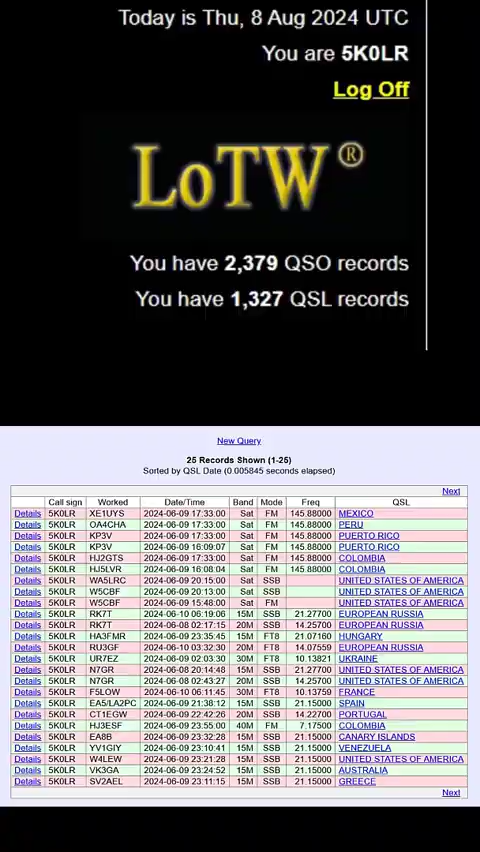 Today is Thu, 8 Aug 2024 UTC
You are 5K0LR
Log Off
LoTW®
You have 2,379 QSO records
You have 1,327 QSL records
New Query
25 Records Shown (1-25)
Sorted by QSL Date (0.005845 seconds elapsed)
Next
Call sign Worked Date/Time Band Mode Freq QSL
Details 5K0LR XE1UYS 2024-06-09 17:33:00 Sat FM 145.88000 MEXICO
Details 5K0LR OA4CHA 2024-06-09 17:33:00 Sat FM 145.88000 PERU
Details 5K0LR KP3V 2024-06-09 17:33:00 Sat FM 145.88000 PUERTO RICO
Details 5K0LR KP3V 2024-06-09 16:09:07 Sat FM 145.88000 PUERTO RICO
Details 5K0LR HJ2GTS 2024-06-09 17:33:00 Sat FM 145.88000 COLOMBIA
Details 5K0LR HJ5LVR 2024-06-09 16:08:04 Sat FM 145.88000 COLOMBIA
Details 5K0LR WA5LRC 2024-06-09 20:15:00 Sat SSB UNITED STATES OF AMERICA
Details 5K0LR W5CBF 2024-06-09 20:13:00 Sat SSB UNITED STATES OF AMERICA
Details 5K0LR W5CBF 2024-06-09 15:48:00 Sat FM UNITED STATES OF AMERICA
Details 5K0LR RK7T 2024-06-10 06:19:06 15M SSB 21.27700 EUROPEAN RUSSIA
Details 5K0LR RK7T 2024-06-08 02:17:15 20M SSB 14.25700 EUROPEAN RUSSIA
Details 5K0LR HA3FMR 2024-06-09 23:35:45 15M FT8 21.07160 HUNGARY
Details 5K0LR RU3GF 2024-06-10 03:32:30 20M FT8 14.07559 EUROPEAN RUSSIA
Details 5K0LR UR7EZ 2024-06-09 02:03:30 30M FT8 10.13821 UKRAINE
Details 5K0LR N7GR 2024-06-08 20:14:48 15M SSB 21.27700 UNITED STATES OF AMERICA
Details 5K0LR N7GR 2024-06-08 02:43:27 20M SSB 14.25700 UNITED STATES OF AMERICA
Details 5K0LR F5LOW 2024-06-10 06:11:45 30M FT8 10.13759 FRANCE
Details 5K0LR EA5/LA2PC 2024-06-09 21:38:12 15M SSB 21.15000 SPAIN
Details 5K0LR CT1EGW 2024-06-09 22:42:26 20M SSB 14.22700 PORTUGAL
Details 5K0LR HJ3ESF 2024-06-09 23:55:00 40M FM 7.17500 COLOMBIA
Details 5K0LR EA8B 2024-06-09 23:32:28 15M SSB 21.15000 CANARY ISLANDS
Details 5K0LR YV1GIY 2024-06-09 23:10:41 15M SSB 21.15000 VENEZUELA
Details 5K0LR W4LEW 2024-06-09 23:21:28 15M SSB 21.15000 UNITED STATES OF AMERICA
Details 5K0LR VK3GA 2024-06-09 23:24:52 15M SSB 21.15000 AUSTRALIA
Details 5K0LR SV2AEL 2024-06-09 23:11:15 15M SSB 21.15000 GREECE
Next